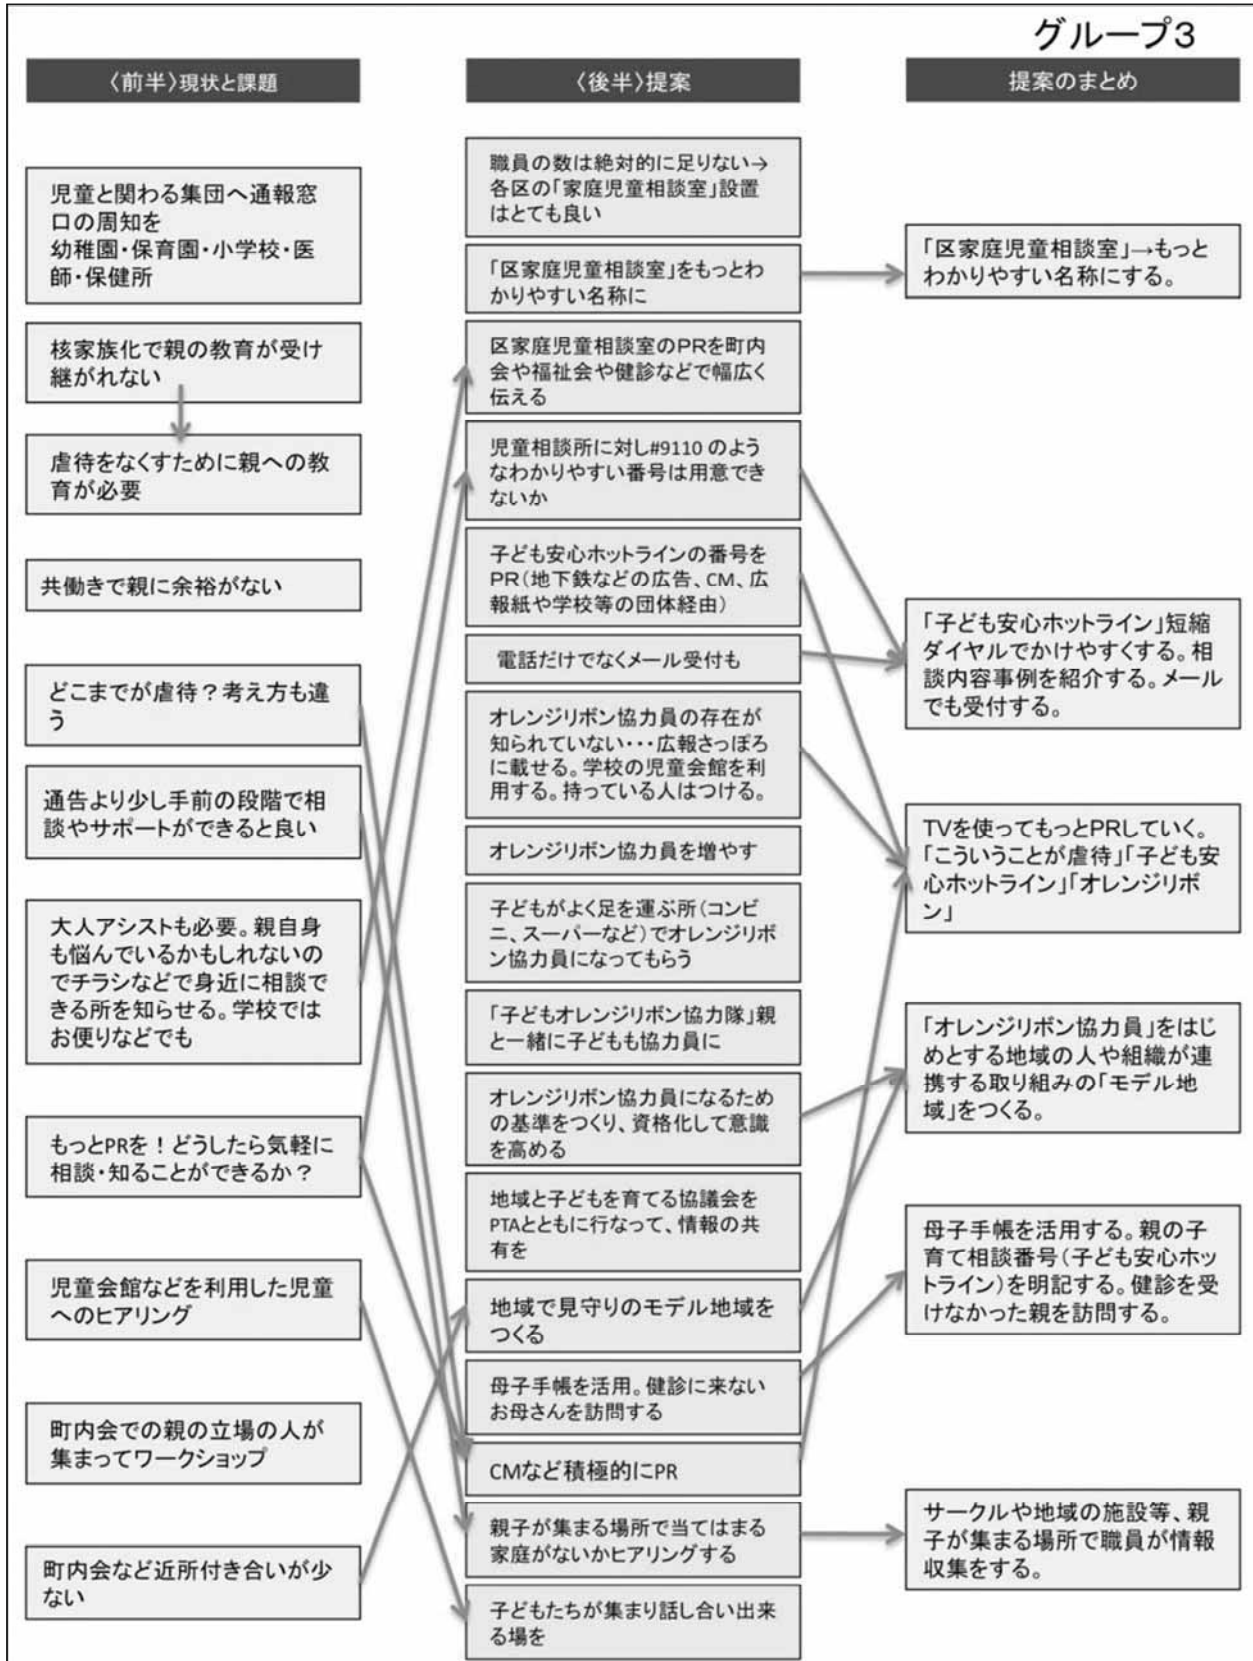 グループ3
〈前半〉現状と課題
児童と関わる集団へ通報窓
口の周知を
幼稚園・保育園・小学校・医
師・保健所
核家族化で親の教育が受け
継がれない
虐待をなくすために親への教
育が必要
共働きで親に余裕がない
どこまでが虐待？考え方も違
う
通告より少し手前の段階で相
談やサポートができると良い
大人アシストも必要。親自身
も悩んでいるかもしれないの
でチラシなどで身近に相談で
きる所を知らせる。学校では
お便りなどでも
もっとPRを！どうしたら気軽に
相談・知ることができるか？
児童会館などを利用した児童
へのヒアリング
町内会での親の立場の人が
集まってワークショップ
町内会など近所付き合いが少
ない
〈後半〉提案
職員の数は絶対的に足りない→
各区の「家庭児童相談室」設置
はとても良い
「区家庭児童相談室」をもっとわ
かりやすい名称に
区家庭児童相談室のPRを町内
会や福祉会や健診などで幅広く
伝える
児童相談所に対し#9110 のよう
なわかりやすい番号は用意でき
ないか
子ども安心ホットラインの番号を
PR（地下鉄などの広告、CM、広
報紙や学校等の団体経由）
電話だけでなくメール受付も
オレンジリボン協力員の存在が
知られていない・・・広報さっぽろ
に載せる。学校の児童会館を利
用する。持っている人はつける。
オレンジリボン協力員を増やす
子どもがよく足を運ぶ所（コンビ
ニ、スーパーなど）でオレンジリボ
ン協力員になってもらう
「子どもオレンジリボン協力隊」親
と一緒に子どもも協力員に
オレンジリボン協力員になるため
の基準をつくり、資格化して意識
を高める
地域と子どもを育てる協議会を
PTAとともに行なって、情報の共
有を
地域で見守りのモデル地域を
つくる
母子手帳を活用。健診に来ない
お母さんを訪問する
CMなど積極的にPR
親子が集まる場所で当てはまる
家庭がないかヒアリングする
子どもたちが集まり話し合い出来
る場を
提案のまとめ
「区家庭児童相談室」→もっと
わかりやすい名称にする。
「子ども安心ホットライン」短縮
ダイヤルでかけやすくする。相
談内容事例を紹介する。メール
でも受付する。
TVを使ってもっとPRしていく。
「こういうことが虐待」「子ども安
心ホットライン」「オレンジリボ
ン」
「オレンジリボン協力員」をはじ
めとする地域の人や組織が連
携する取り組みの「モデル地
域」をつくる。
母子手帳を活用する。親の子
育て相談番号（子ども安心ホッ
トライン）を明記する。健診を受
けなかった親を訪問する。
サークルや地域の施設等、親
子が集まる場所で職員が情報
収集をする。